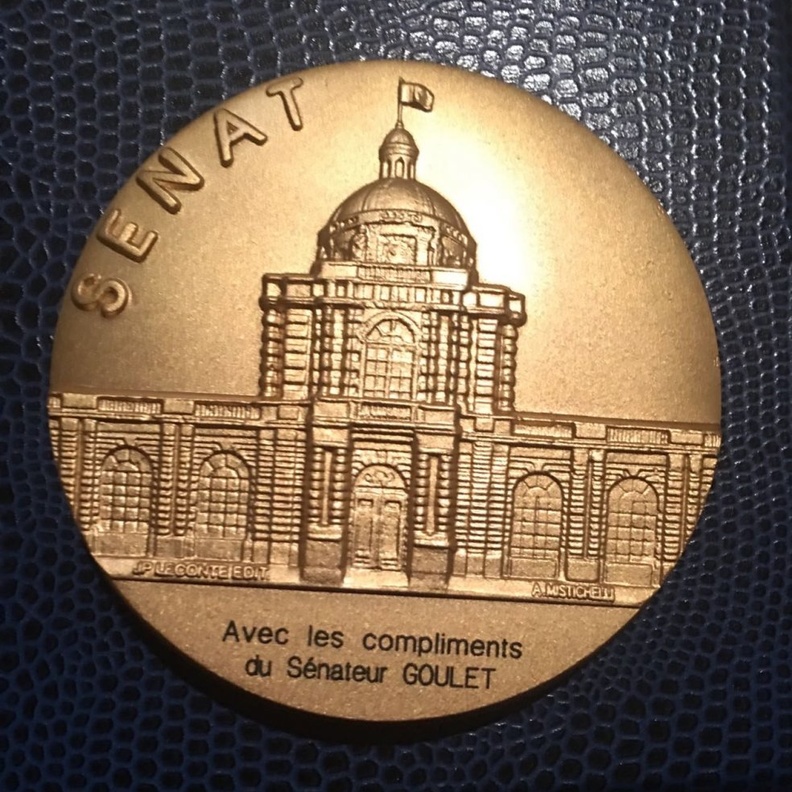 SENAT
J.P. LE CONTE EDIT
A. MISTICHELLI
Avec les compliments
du Sénateur GOULET